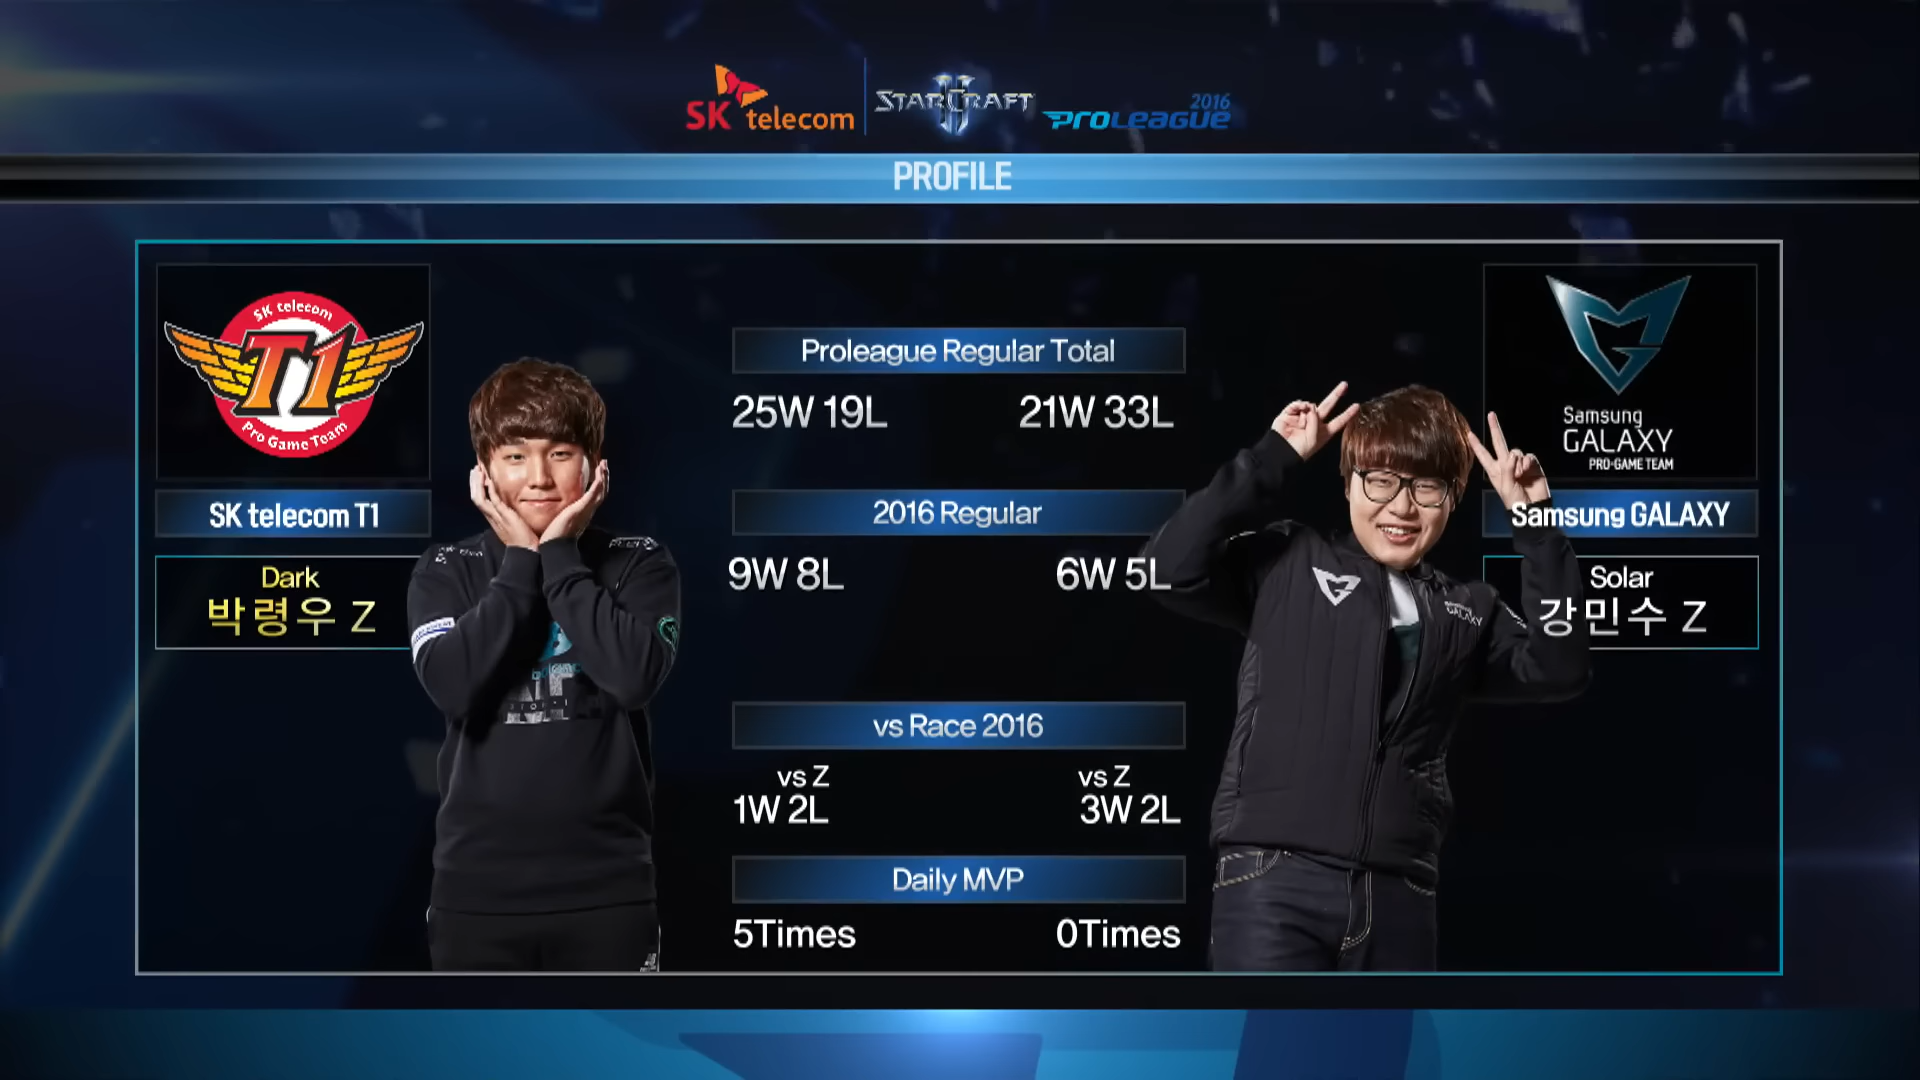 SK telecom
STARCRAFT II
2016
PROLEAGUE
PROFILE
SK telecom
T1
Pro Game Team
SK telecom T1
Dark
박령우 Z
Proleague Regular Total
25W 19L
21W 33L
2016 Regular
9W 8L
6W 5L
vs Race 2016
vs Z
1W 2L
vs Z
3W 2L
Daily MVP
5Times
0Times
Samsung
GALAXY
PRO-GAME TEAM
Samsung GALAXY
Solar
강민수 Z